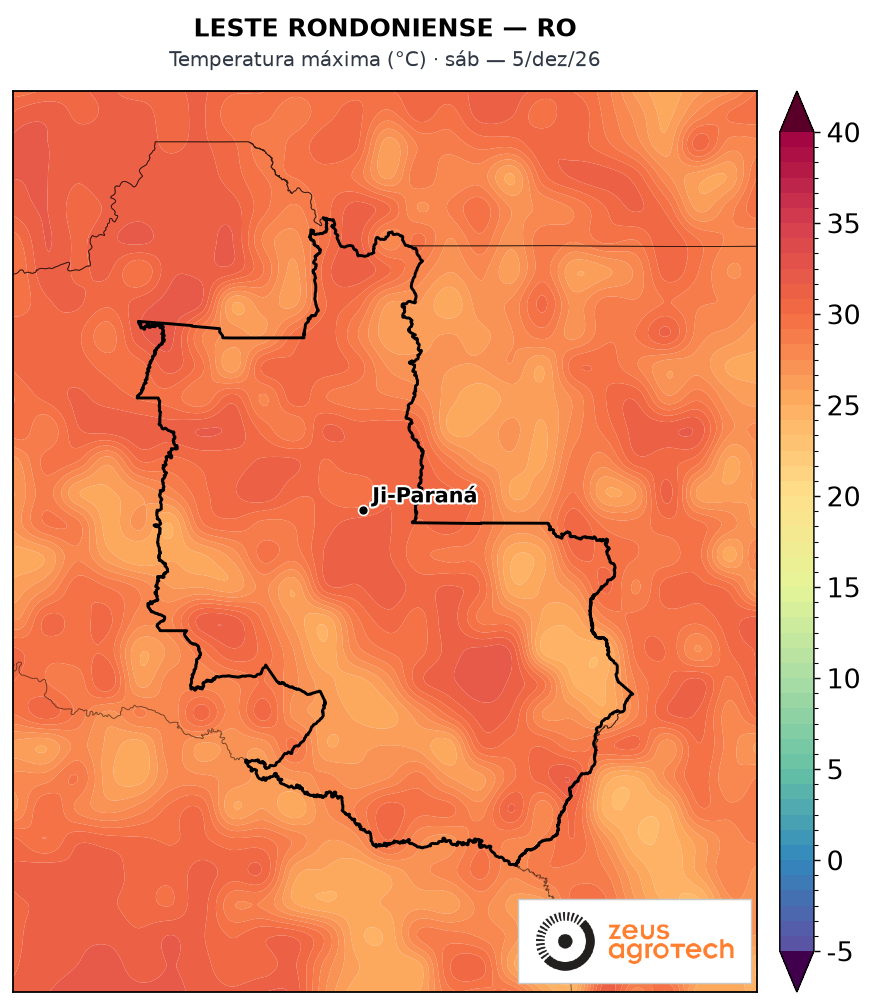 LESTE RONDONIENSE — RO
Temperatura máxima (°C) · sáb — 5/dez/26
Ji-Paraná
40
35
30
25
20
15
10
5
0
-5
zeus
agrotech